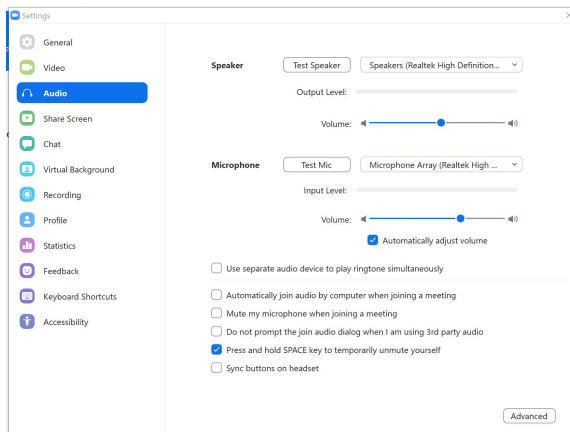 Settings
General
Video
Audio
Share Screen
Chat
Virtual Background
Recording
Profile
Statistics
Feedback
Keyboard Shortcuts
Accessibility
Speaker
Test Speaker
Speakers (Realtek High Definition...
Output Level:
Volume:
Microphone
Test Mic
Microphone Array (Realtek High ...
Input Level:
Volume:
Automatically adjust volume
Use separate audio device to play ringtone simultaneously
Automatically join audio by computer when joining a meeting
Mute my microphone when joining a meeting
Do not prompt the join audio dialog when I am using 3rd party audio
Press and hold SPACE key to temporarily unmute yourself
Sync buttons on headset
Advanced